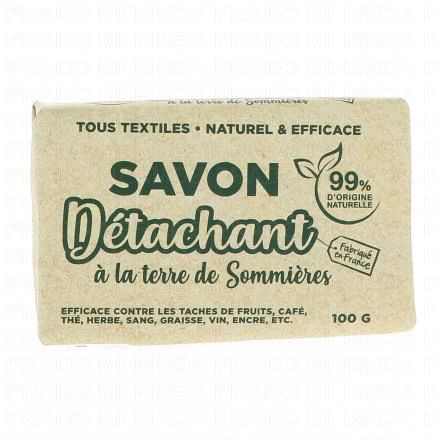 à la terre de Sommières
TOUS TEXTILES • NATUREL & EFFICACE
SAVON
Détachant
à la terre de Sommières
99%
D'ORIGINE
NATURELLE
Fabriqué
en France
EFFICACE CONTRE LES TACHES DE FRUITS, CAFÉ,
THÉ, HERBE, SANG, GRAISSE, VIN, ENCRE, ETC.
100 G